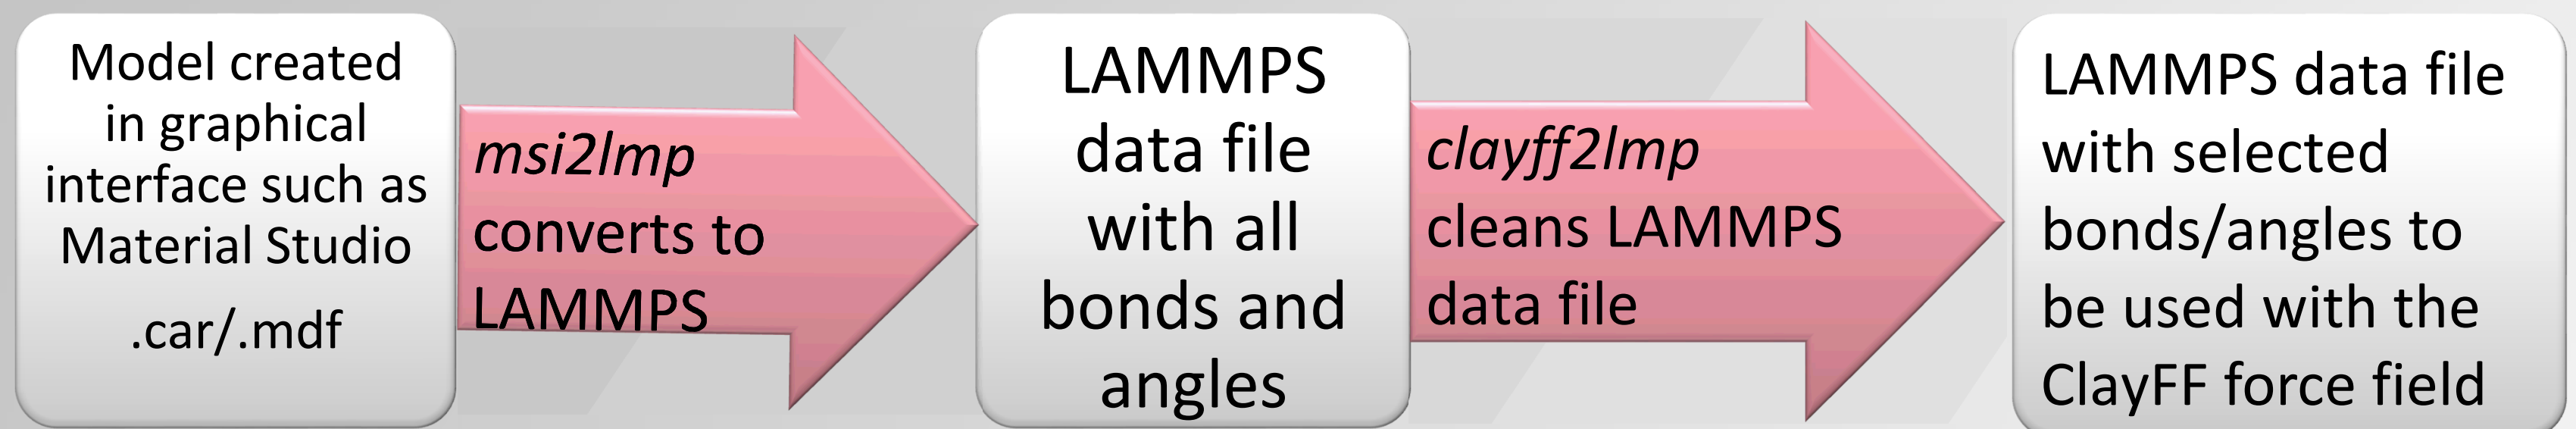 Model created
in graphical
interface such as
Material Studio
.car/.mdf
msi2lmp
converts to
LAMMPS
LAMMPS
data file
with all
bonds and
angles
clayff2lmp
cleans LAMMPS
data file
LAMMPS data file
with selected
bonds/angles to
be used with the
ClayFF force field